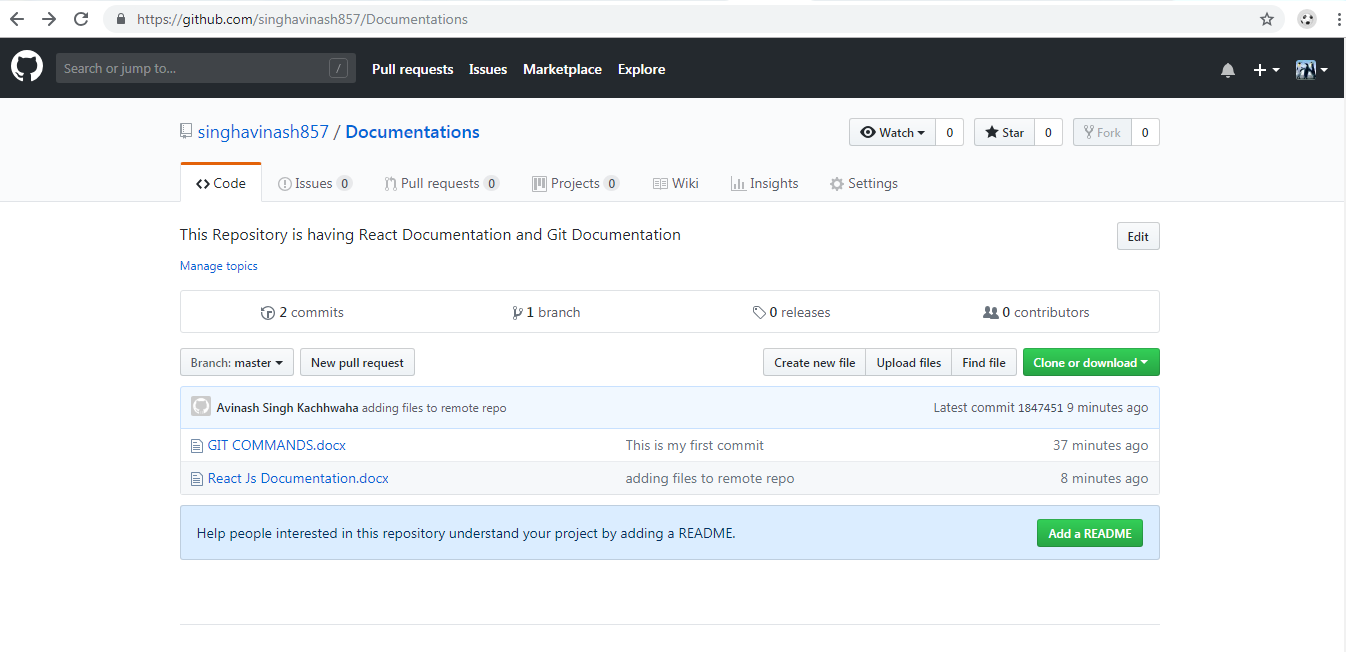 https://github.com/singhavinash857/Documentations
Search or jump to... / Pull requests Issues Marketplace Explore
singhavinash857 / Documentations Watch 0 Star 0 Fork 0
Code Issues 0 Pull requests 0 Projects 0 Wiki Insights Settings
This Repository is having React Documentation and Git Documentation Edit
Manage topics
2 commits 1 branch 0 releases 0 contributors
Branch: master New pull request Create new file Upload files Find file Clone or download
Avinash Singh Kachhwaha adding files to remote repo Latest commit 1847451 9 minutes ago
GIT COMMANDS.docx This is my first commit 37 minutes ago
React Js Documentation.docx adding files to remote repo 8 minutes ago
Help people interested in this repository understand your project by adding a README. Add a README